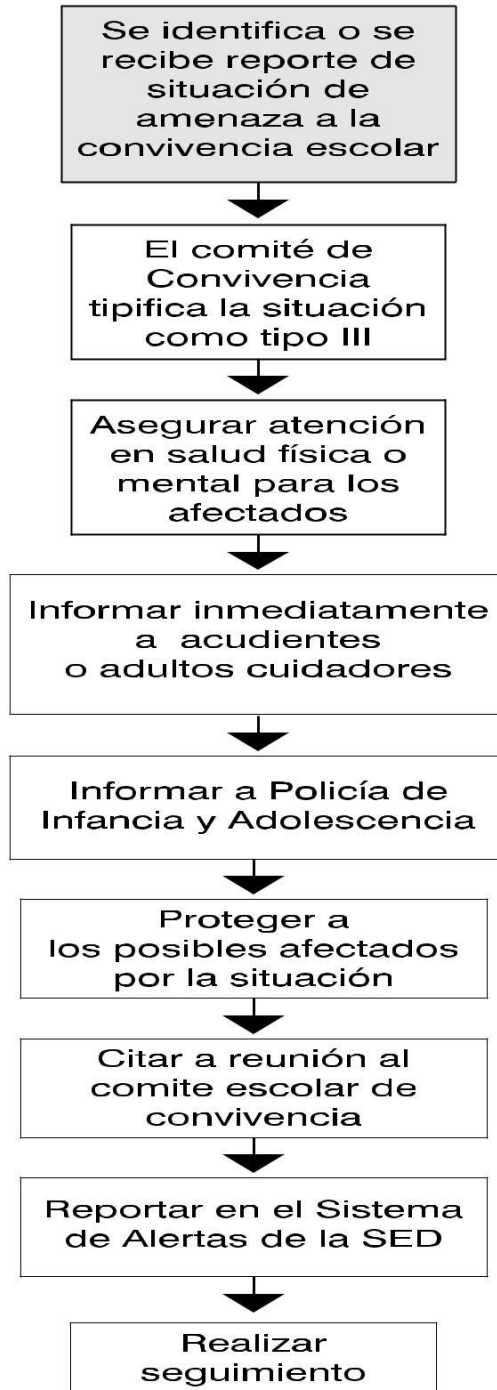 Se identifica o se
recibe reporte de
situación de
amenaza a la
convivencia escolar
El comité de
Convivencia
tipifica la situación
como tipo III
Asegurar atención
en salud física o
mental para los
afectados
Informar inmediatamente
a acudientes
o adultos cuidadores
Informar a Policía de
Infancia y Adolescencia
Proteger a
los posibles afectados
por la situación
Citar a reunión al
comite escolar de
convivencia
Reportar en el Sistema
de Alertas de la SED
Realizar
seguimiento